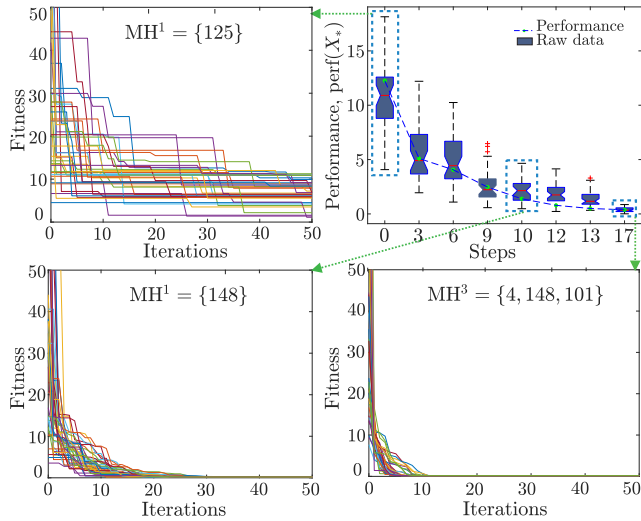 MH¹ = {125}
Fitness
50
40
30
20
10
0
0 10 20 30 40 50
Iterations
Performance, perf(X*)
15
10
5
0
Performance
Raw data
0 3 6 9 10 12 13 17
Steps
MH¹ = {148}
Fitness
50
40
30
20
10
0
0 10 20 30 40 50
Iterations
MH³ = {4, 148, 101}
Fitness
50
40
30
20
10
0
0 10 20 30 40 50
Iterations